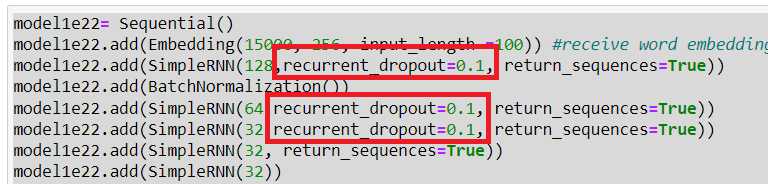 model1e22= Sequential()
model1e22.add(Embedding(15000, 256, input_length =100)) #receive word embedding
model1e22.add(SimpleRNN(128,recurrent_dropout=0.1, return_sequences=True))
model1e22.add(BatchNormalization())
model1e22.add(SimpleRNN(64 recurrent_dropout=0.1, return_sequences=True))
model1e22.add(SimpleRNN(32 recurrent_dropout=0.1, return_sequences=True))
model1e22.add(SimpleRNN(32, return_sequences=True))
model1e22.add(SimpleRNN(32))